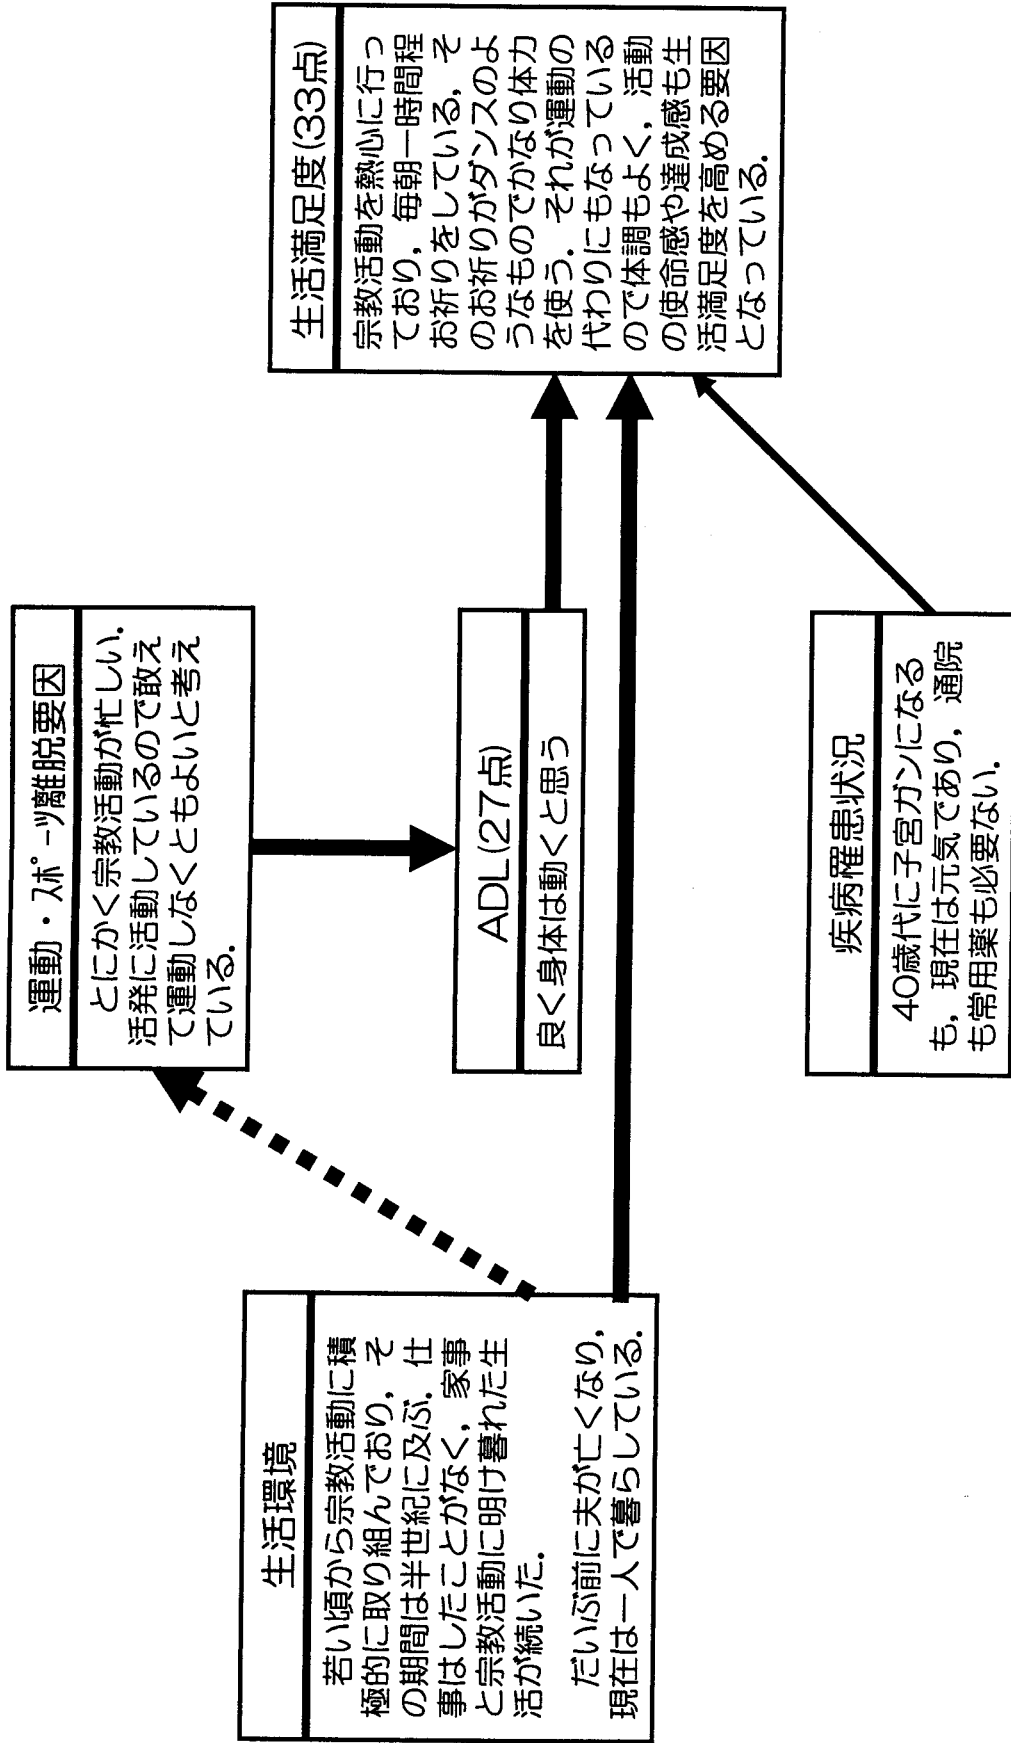 生活環境
若い頃から宗教活動に積
極的に取り組んでおり，そ
の期間は半世紀に及ぶ．仕
事はしたことがなく，家事
と宗教活動に明け暮れた生
活が続いた．
だいぶ前に夫が亡くなり，
現在は一人で暮らしている．
運動・ｽﾎﾟｰﾂ離脱要因
とにかく宗教活動が忙しい．
活発に活動しているので敢え
て運動しなくともよいと考え
ている．
ADL(27点)
良く身体は動くと思う
疾病罹患状況
40歳代に子宮ガンになる
も，現在は元気であり，通院
も常用薬も必要ない．
生活満足度(33点)
宗教活動を熱心に行っ
ており，毎朝一時間程
お祈りをしている，そ
のお祈りがダンスのよ
うなものでかなり体力
を使う．それが運動の
代わりにもなっている
ので体調もよく，活動
の使命感や達成感も生
活満足度を高める要因
となっている．